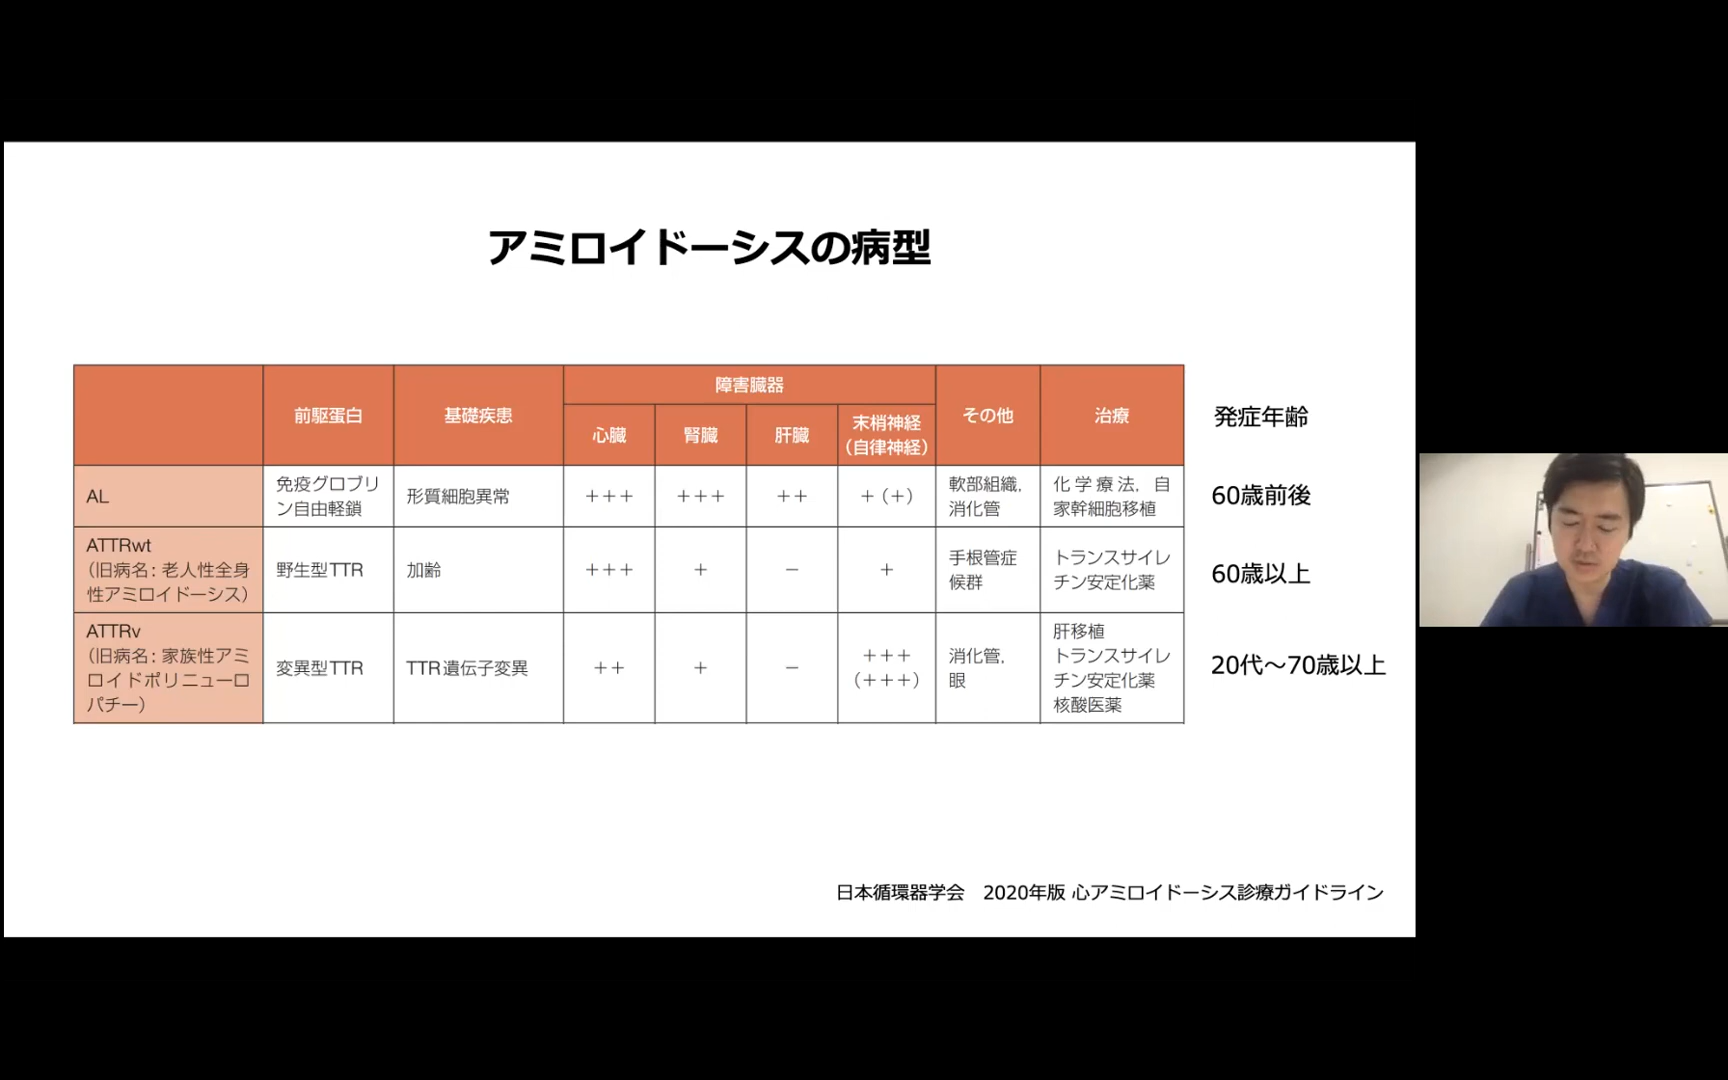 アミロイドーシスの病型
前駆蛋白
基礎疾患
障害臓器
心臓
腎臓
肝臓
末梢神経
（自律神経）
その他
治療
発症年齢
AL
免疫グロブリ
ン自由軽鎖
形質細胞異常
+++
+++
++
+（+）
軟部組織,
消化管
化学療法, 自
家幹細胞移植
60歳前後
ATTRwt
（旧病名：老人性全身
性アミロイドーシス）
野生型TTR
加齢
+++
+
−
+
手根管症
候群
トランスサイレ
チン安定化薬
60歳以上
ATTRv
（旧病名：家族性アミ
ロイドポリニューロ
パチー）
変異型TTR
TTR遺伝子変異
++
+
−
+++
（+++）
消化管,
眼
肝移植
トランスサイレ
チン安定化薬
核酸医薬
20代〜70歳以上
日本循環器学会　2020年版 心アミロイドーシス診療ガイドライン